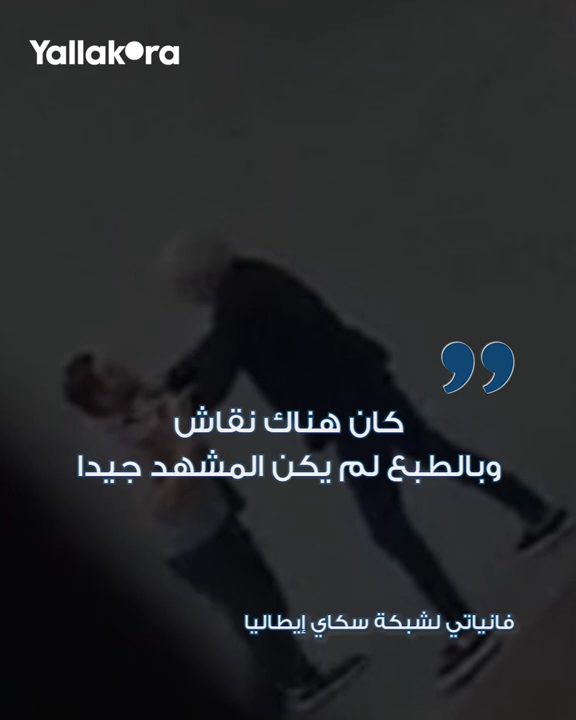 Yallakora
كان هناك نقاش
وبالطبع لم يكن المشهد جيدا
فانياتي لشبكة سكاي إيطاليا